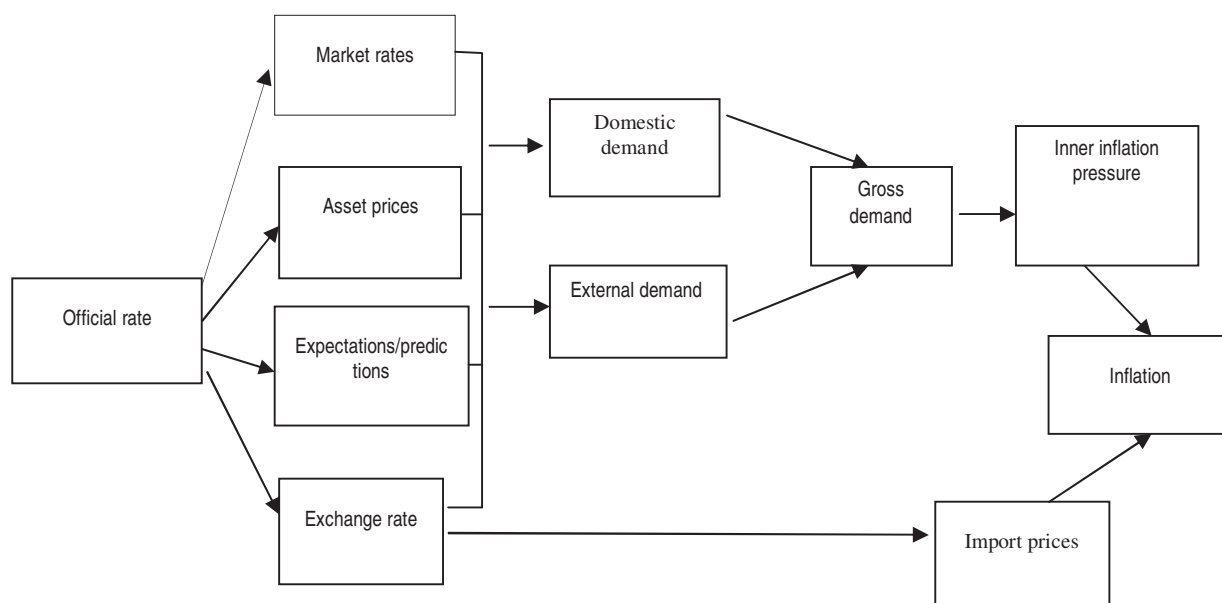 Market rates
Asset prices
Official rate
Expectations/predic
tions
Exchange rate
Domestic
demand
External demand
Gross
demand
Inner inflation
pressure
Inflation
Import prices